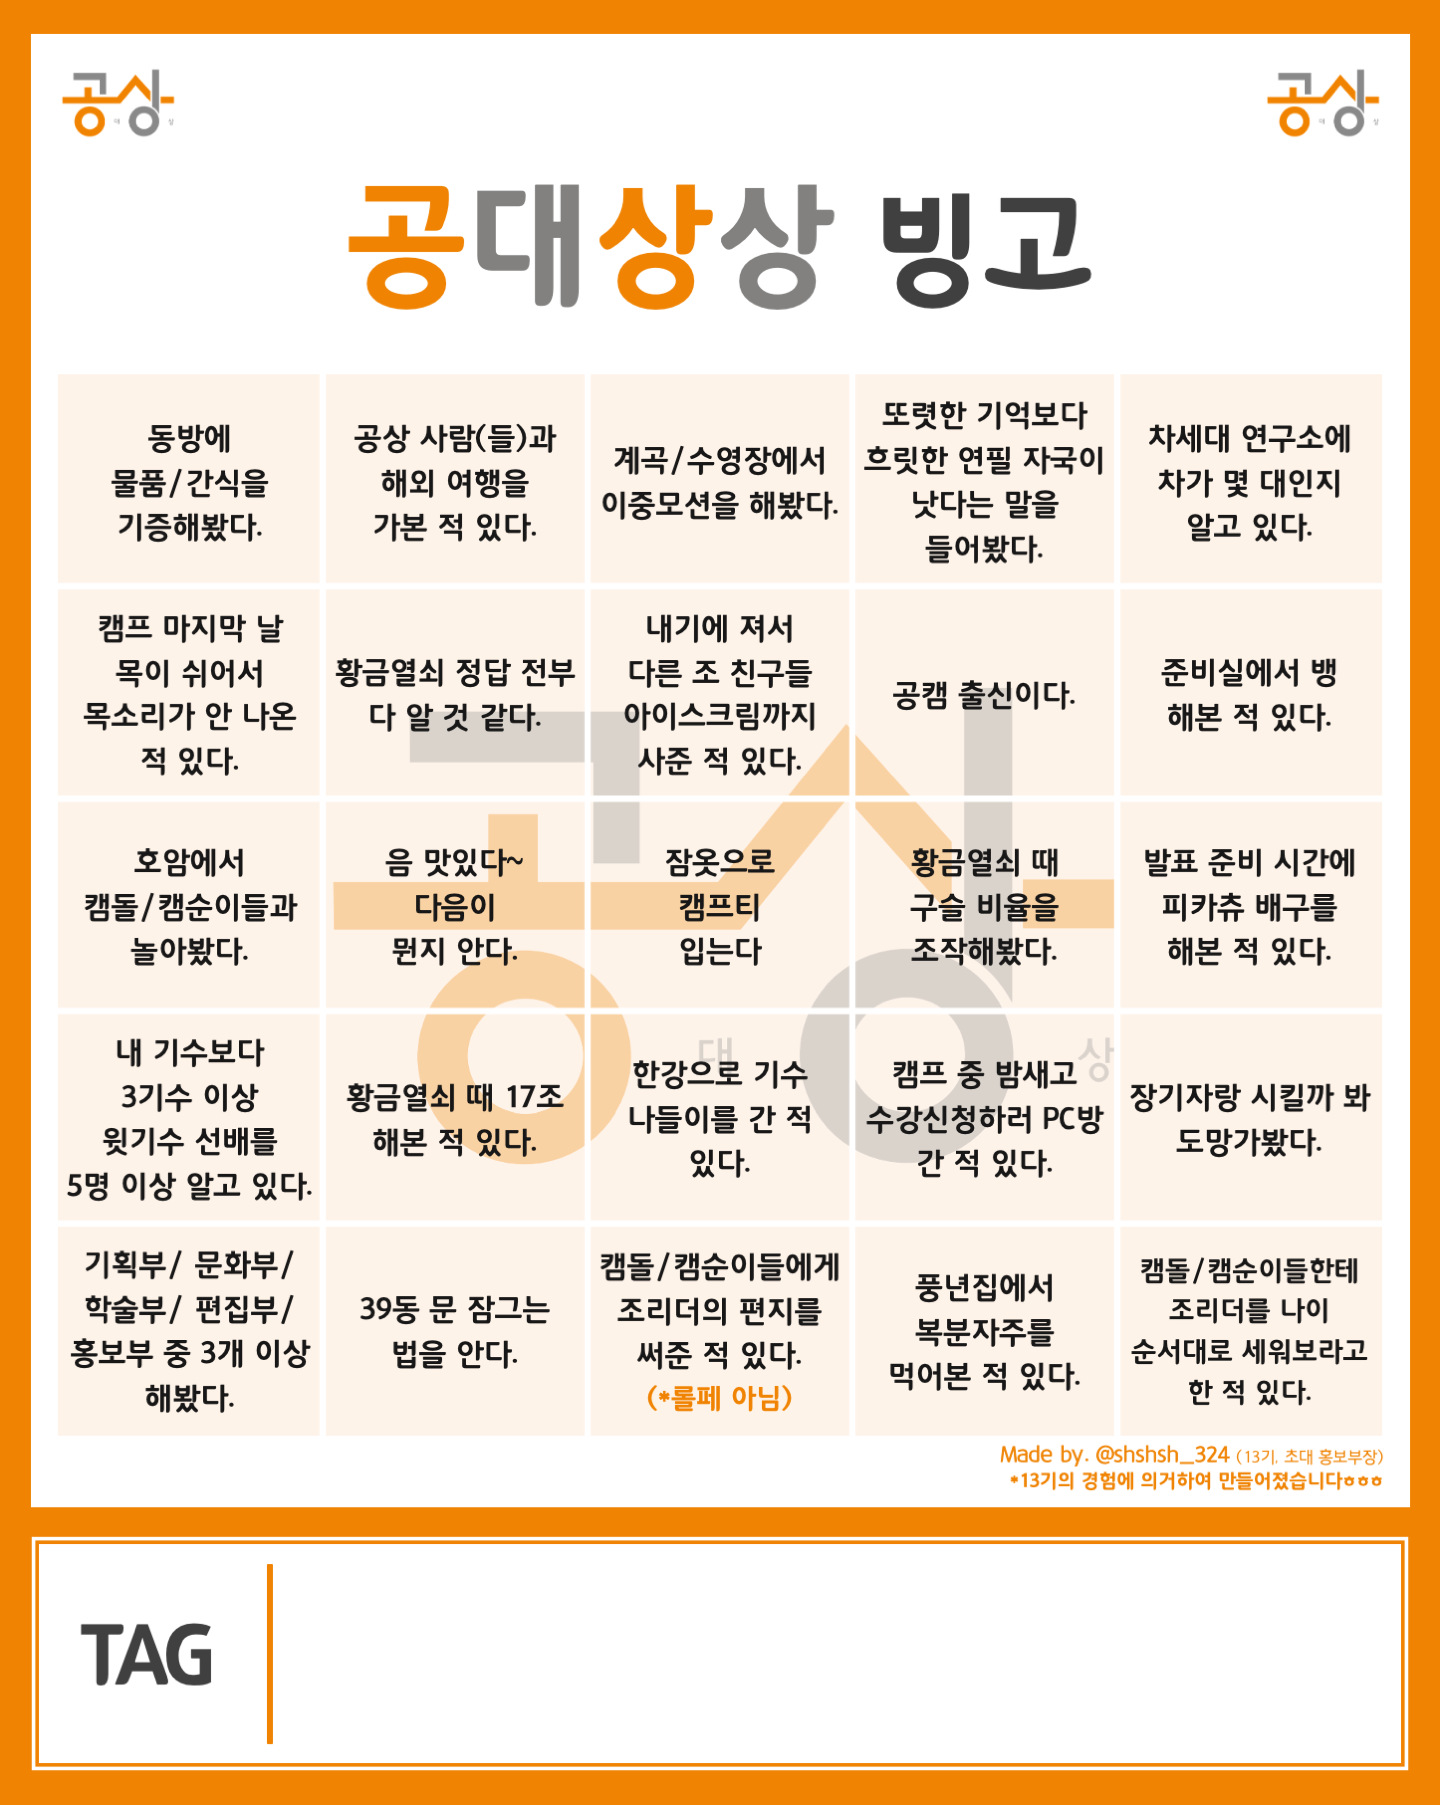 공대상
공대상
공대상상 빙고
동방에
물품/간식을
기증해봤다.
공상 사람(들)과
해외 여행을
가본 적 있다.
계곡/수영장에서
이중모션을 해봤다.
또렷한 기억보다
흐릿한 연필 자국이
낫다는 말을
들어봤다.
차세대 연구소에
차가 몇 대인지
알고 있다.
캠프 마지막 날
목이 쉬어서
목소리가 안 나온
적 있다.
황금열쇠 정답 전부
다 알 것 같다.
내기에 져서
다른 조 친구들
아이스크림까지
사준 적 있다.
공캠 출신이다.
준비실에서 뱅
해본 적 있다.
호암에서
캠돌/캠순이들과
놀아봤다.
음 맛있다~
다음이
뭔지 안다.
잠옷으로
캠프티
입는다
황금열쇠 때
구슬 비율을
조작해봤다.
발표 준비 시간에
피카츄 배구를
해본 적 있다.
내 기수보다
3기수 이상
윗기수 선배를
5명 이상 알고 있다.
황금열쇠 때 17조
해본 적 있다.
한강으로 기수
나들이를 간 적
있다.
캠프 중 밤새고
수강신청하러 PC방
간 적 있다.
장기자랑 시킬까 봐
도망가봤다.
기획부/ 문화부/
학술부/ 편집부/
홍보부 중 3개 이상
해봤다.
39동 문 잠그는
법을 안다.
캠돌/캠순이들에게
조리더의 편지를
써준 적 있다.
(*롤페 아님)
풍년집에서
복분자주를
먹어본 적 있다.
캠돌/캠순이들한테
조리더를 나이
순서대로 세워보라고
한 적 있다.
공대상상
Made by. @shshsh_324 (13기, 초대 홍보부장)
*13기의 경험에 의거하여 만들어졌습니다ㅎㅎㅎ
TAG